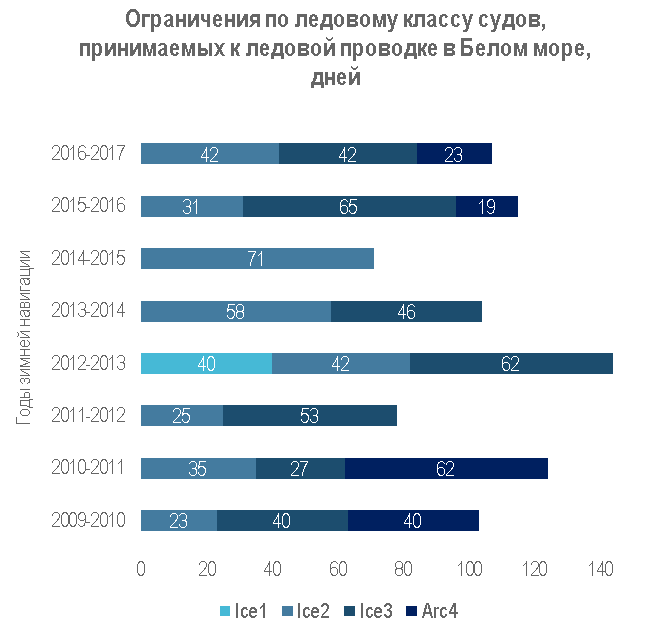 Ограничения по ледовому классу судов,
принимаемых к ледовой проводке в Белом море,
дней
Годы зимней навигации
2016-2017 42 42 23
2015-2016 31 65 19
2014-2015 71
2013-2014 58 46
2012-2013 40 42 62
2011-2012 25 53
2010-2011 35 27 62
2009-2010 23 40 40
0 20 40 60 80 100 120 140
Ice1 Ice2 Ice3 Arc4